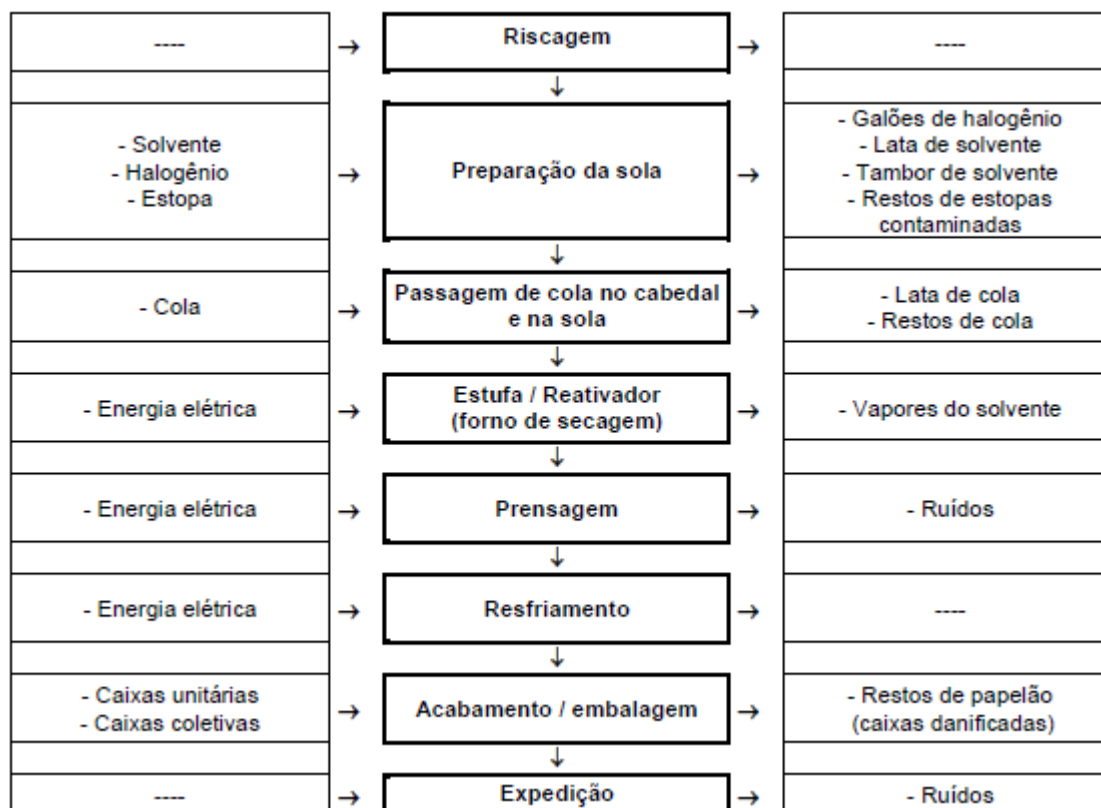 ----
→
Riscagem
→
----
↓
- Solvente
- Halogênio
- Estopa
→
Preparação da sola
→
- Galões de halogênio
- Lata de solvente
- Tambor de solvente
- Restos de estopas
contaminadas
↓
- Cola
→
Passagem de cola no cabedal
e na sola
→
- Lata de cola
- Restos de cola
↓
- Energia elétrica
→
Estufa / Reativador
(forno de secagem)
→
- Vapores do solvente
↓
- Energia elétrica
→
Prensagem
→
- Ruídos
↓
- Energia elétrica
→
Resfriamento
→
----
↓
- Caixas unitárias
- Caixas coletivas
→
Acabamento / embalagem
→
- Restos de papelão
(caixas danificadas)
↓
----
→
Expedição
→
- Ruídos